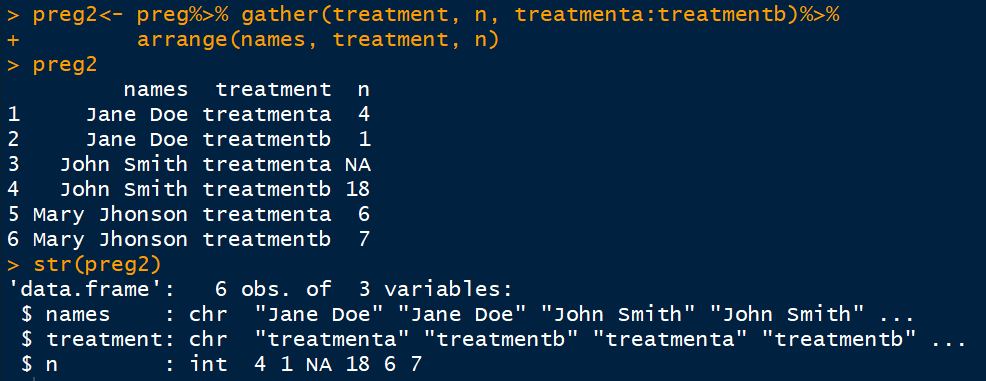 > preg2<- preg%>% gather(treatment, n, treatmenta:treatmentb)%>%
+         arrange(names, treatment, n)
> preg2
         names  treatment  n
1     Jane Doe treatmenta  4
2     Jane Doe treatmentb  1
3   John Smith treatmenta NA
4   John Smith treatmentb 18
5 Mary Jhonson treatmenta  6
6 Mary Jhonson treatmentb  7
> str(preg2)
'data.frame':   6 obs. of  3 variables:
 $ names    : chr  "Jane Doe" "Jane Doe" "John Smith" "John Smith" ...
 $ treatment: chr  "treatmenta" "treatmentb" "treatmenta" "treatmentb" ...
 $ n        : int  4 1 NA 18 6 7